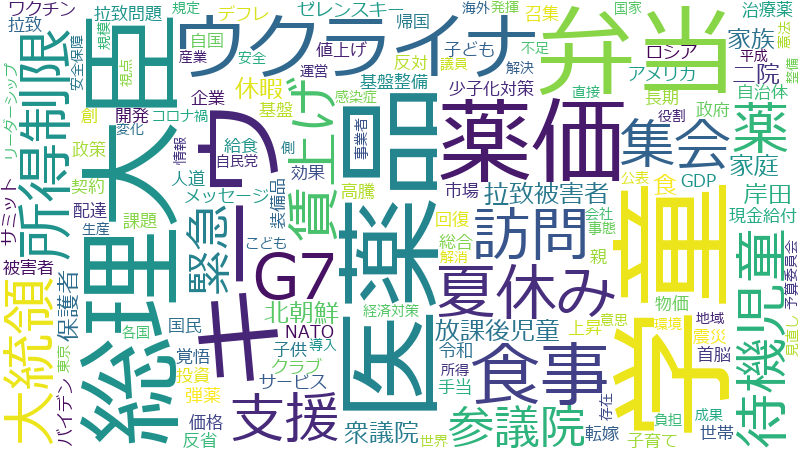 ワクチン
拉致問題
規定
デフレ
ゼレンスキー
帰国
海外
発揮
召集
国家
治療薬
拉致
規模
自国
ウクライナ
値上げ
子ども
反対
議員
不足
弁当
家族
憲法
安全保障
視点
産業
安全
運営
解決
ロシア
平成
リーダーシップ
所得制限
空
休暇
基盤整備
アメリカ
二院
整備
開発
企業
基盤
感染症
少子化対策
直接
長期
自治体
創
コロナ禍
変化
情報
給食
側
自民党
事業者
薬価
役割
政府
薬
政策
大
ワ
賃上げ
医薬品
集会
家庭
契約
人道
効果
メッセージ
装備品
高騰
市場
拉致被害者
食
公表
GDP
岸田
サミット
配達
緊急
回復
訪問
会社
事態
現金給付
生産
課題
総理
キ
G7
こども
総合
解消
夏休み
親
学童
待機児童
予算委員会
被害者
保護者
北朝鮮
経済対策
意思
物価
地域
見直し
大統領
各国
国民
NATO
放課後児童
上昇
環境
震災
東京
覚悟
子供
導入
令和
首脳
バイデン
投資
クラブ
食事
所得
弾薬
サービス
手当
存在
負担
成果
価格
支援
衆議院
参議院
転嫁
世帯
反省
世界
子育て